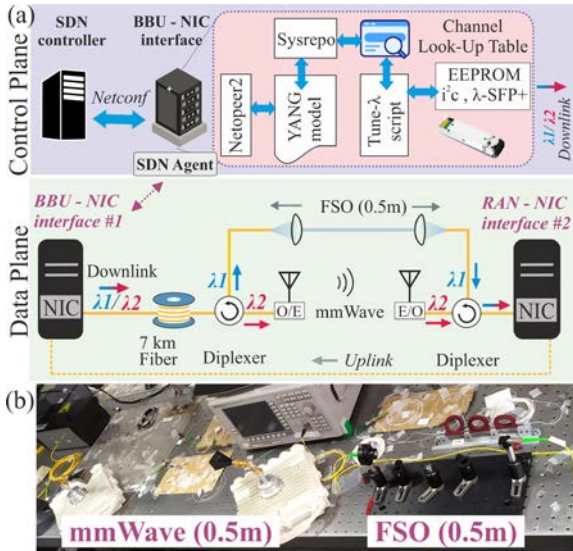 (a)
Control Plane
SDN
controller
BBU - NIC
interface
Netconf
SDN Agent
Netopeer2
Sysrepo
YANG
model
Channel
Look-Up Table
Tune-λ
script
EEPROM
i²c , λ-SFP+
λ1/ λ2
Downlink
Data Plane
BBU - NIC
interface #1
FSO (0.5m)
RAN - NIC
interface #2
NIC
Downlink
λ1/ λ2
7 km
Fiber
λ1
λ2
Diplexer
O/E
mmWave
E/O
λ1
λ2
Diplexer
NIC
Uplink
(b)
mmWave (0.5m)
FSO (0.5m)